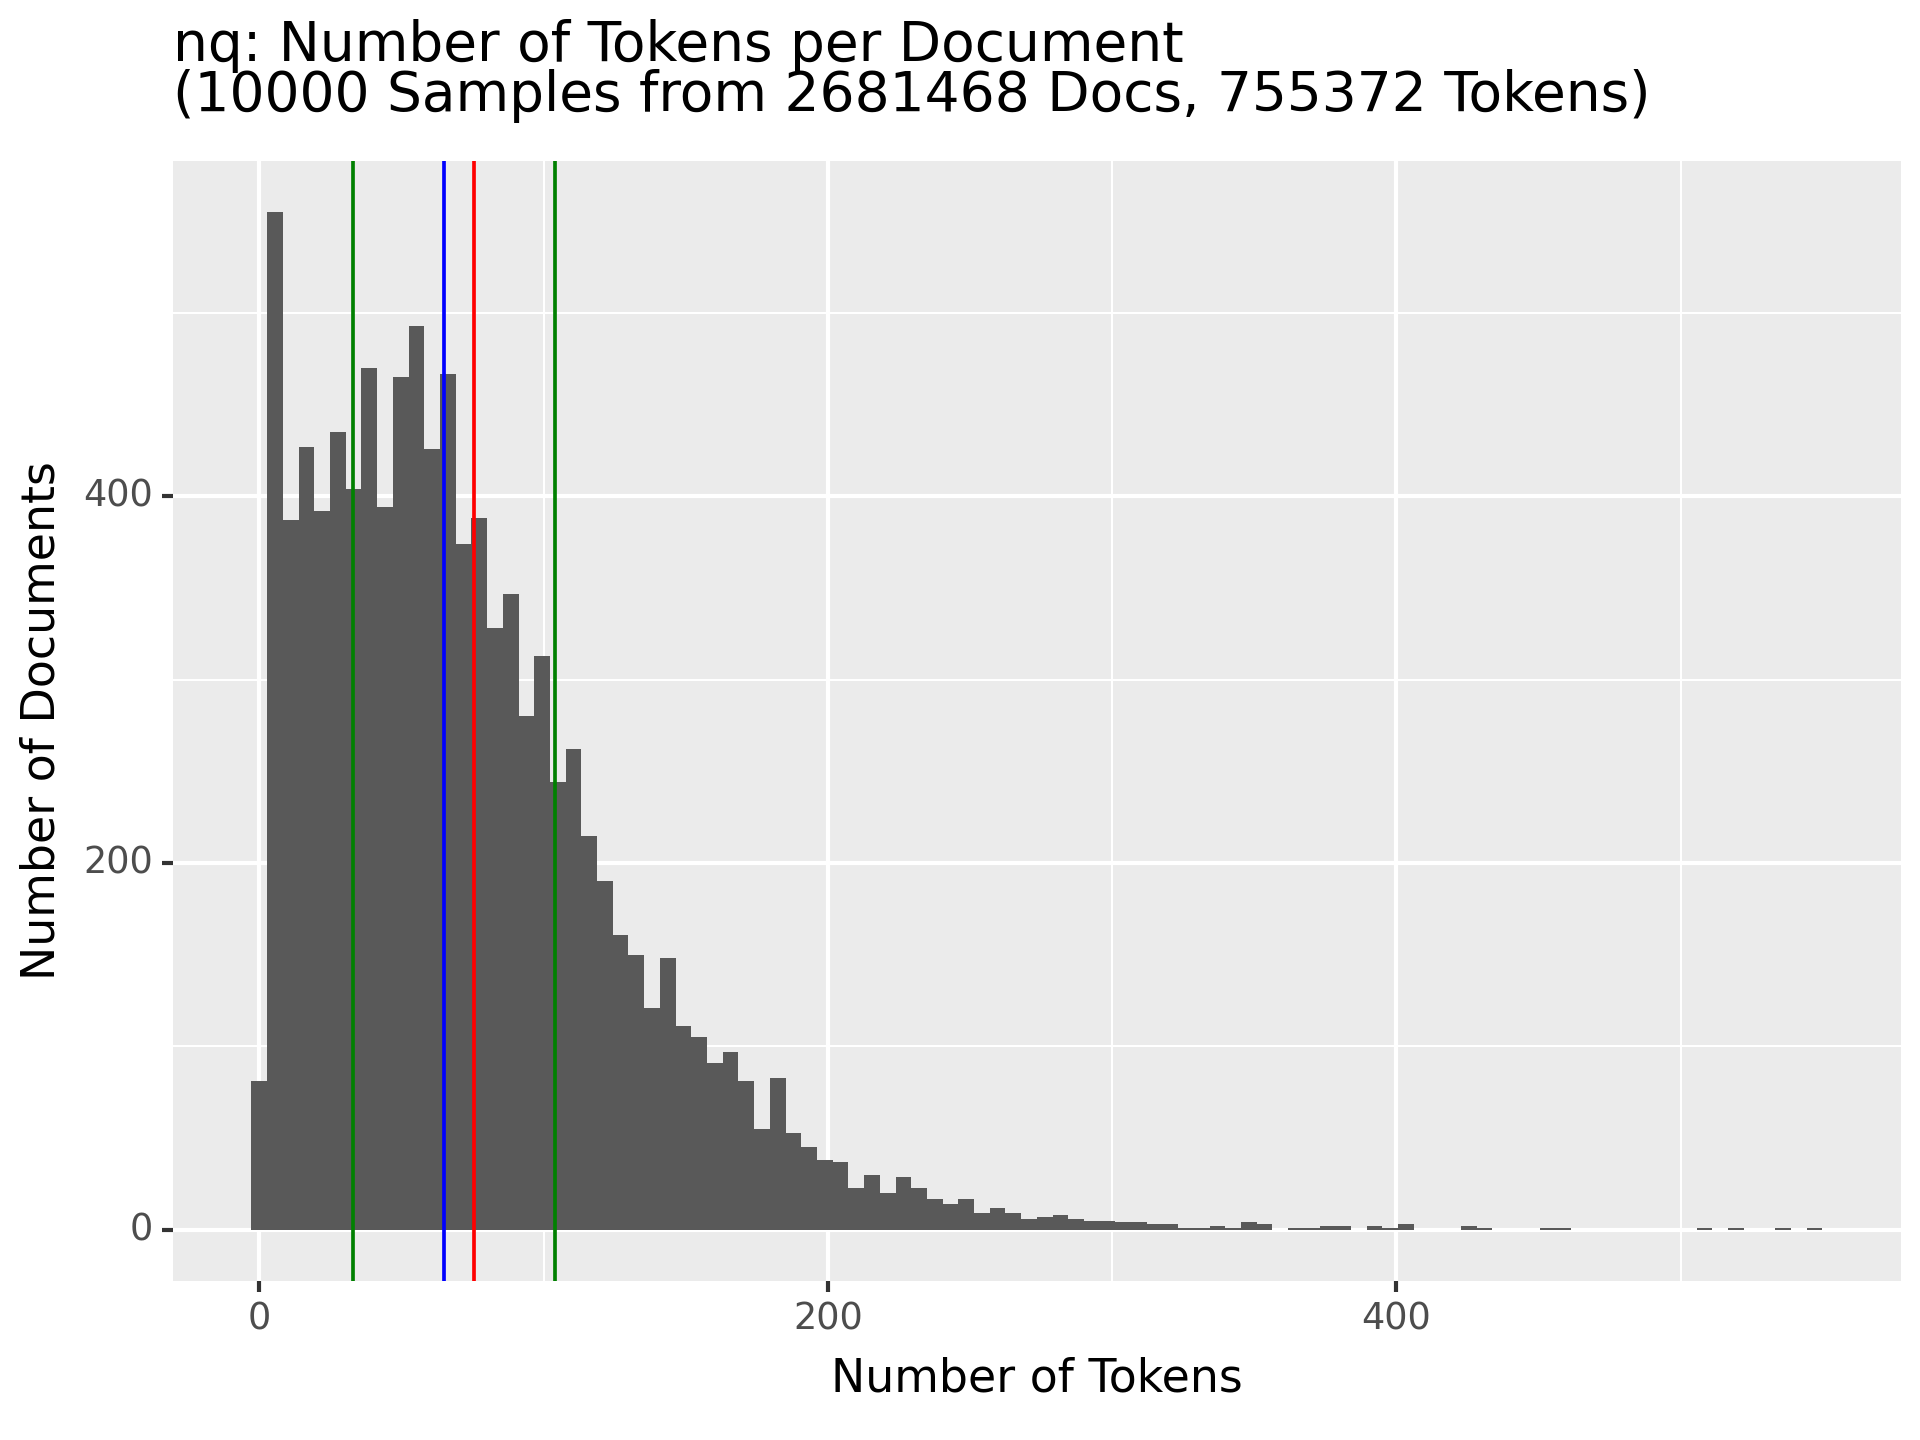 nq: Number of Tokens per Document
(10000 Samples from 2681468 Docs, 755372 Tokens)
Number of Documents
400
200
0
0 200 400
Number of Tokens